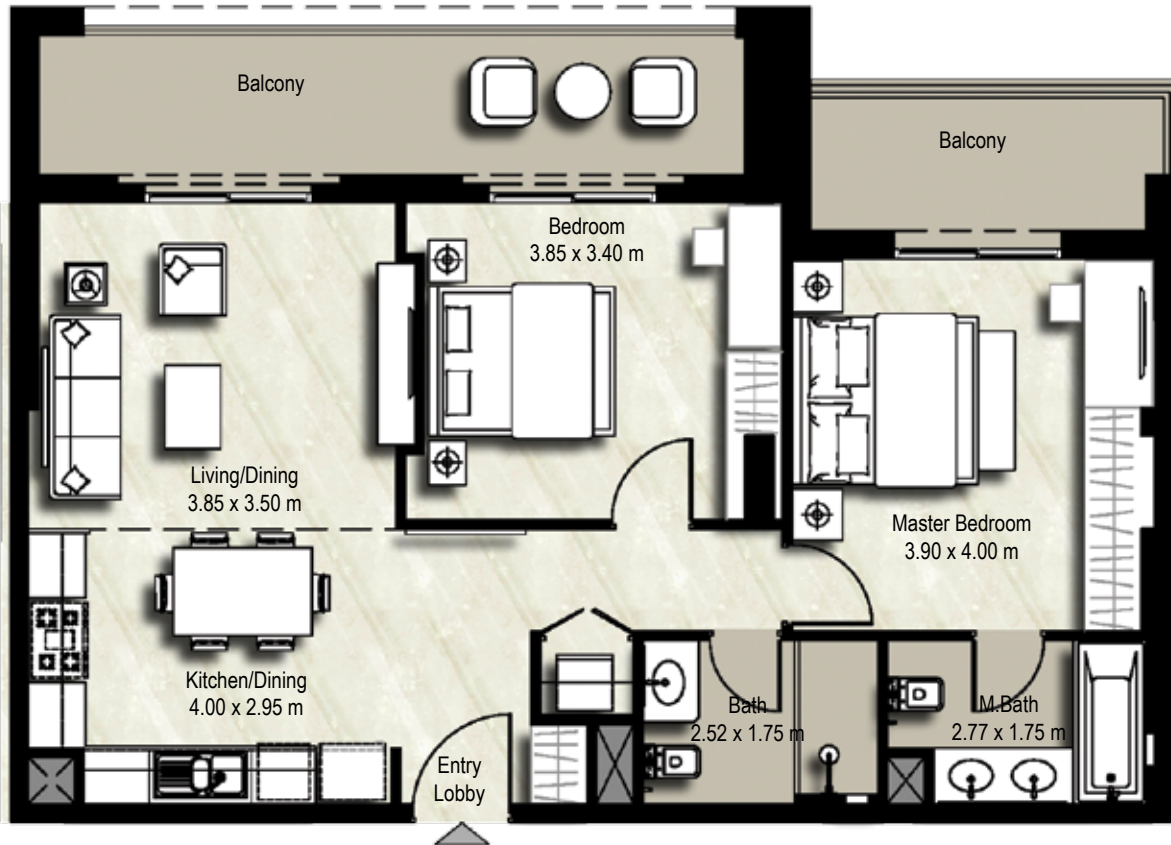 Balcony
Balcony
Bedroom
3.85 x 3.40 m
Living/Dining
3.85 x 3.50 m
Master Bedroom
3.90 x 4.00 m
Kitchen/Dining
4.00 x 2.95 m
Bath
2.52 x 1.75 m
M.Bath
2.77 x 1.75 m
Entry
Lobby